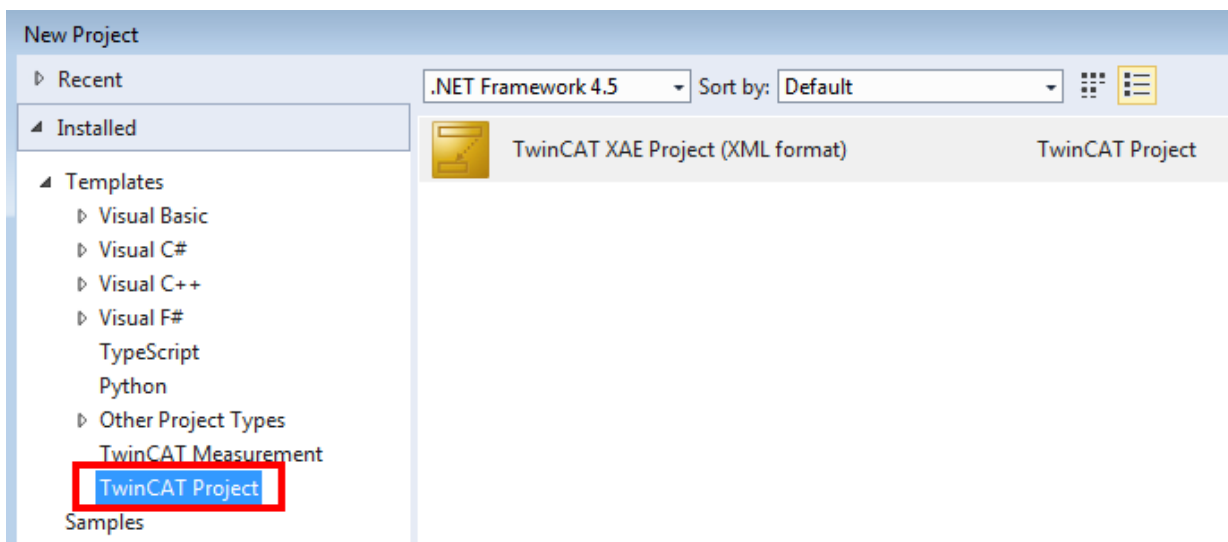 New Project
Recent
.NET Framework 4.5 Sort by: Default
Installed
TwinCAT XAE Project (XML format) TwinCAT Project
Templates
Visual Basic
Visual C#
Visual C++
Visual F#
TypeScript
Python
Other Project Types
TwinCAT Measurement
TwinCAT Project
Samples